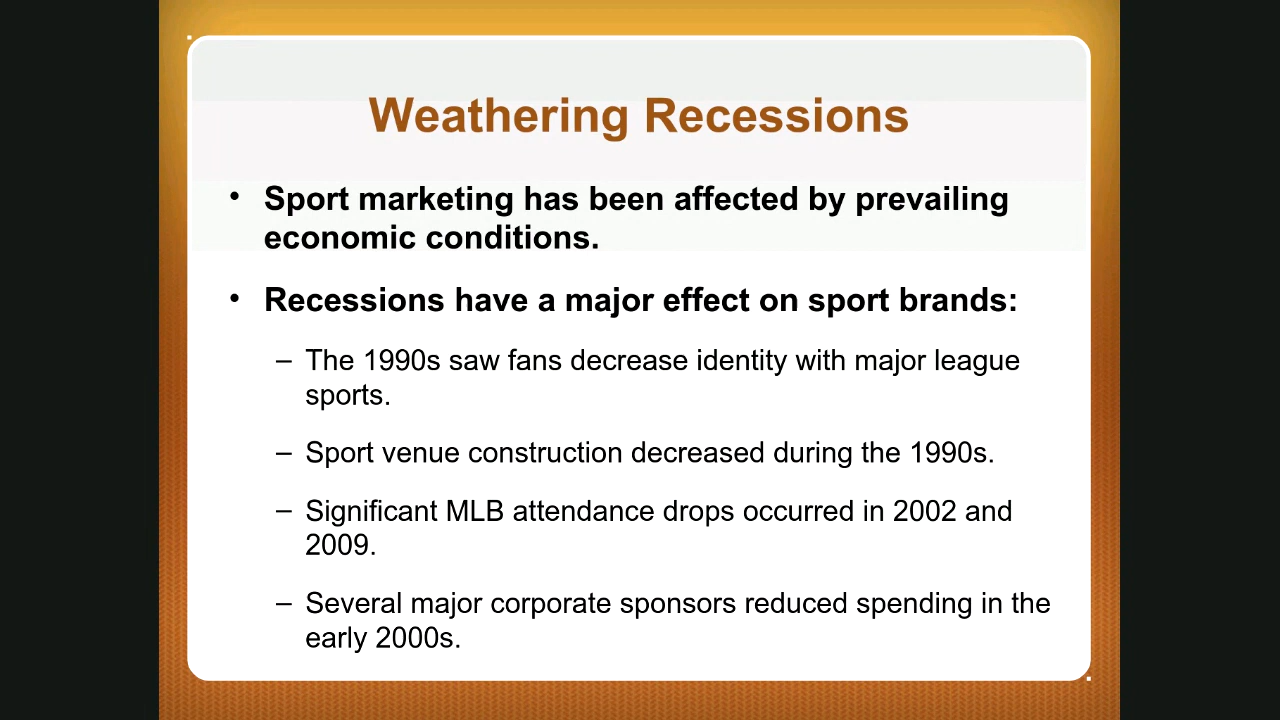 Weathering Recessions
• Sport marketing has been affected by prevailing
economic conditions.
• Recessions have a major effect on sport brands:
– The 1990s saw fans decrease identity with major league
sports.
– Sport venue construction decreased during the 1990s.
– Significant MLB attendance drops occurred in 2002 and
2009.
– Several major corporate sponsors reduced spending in the
early 2000s.